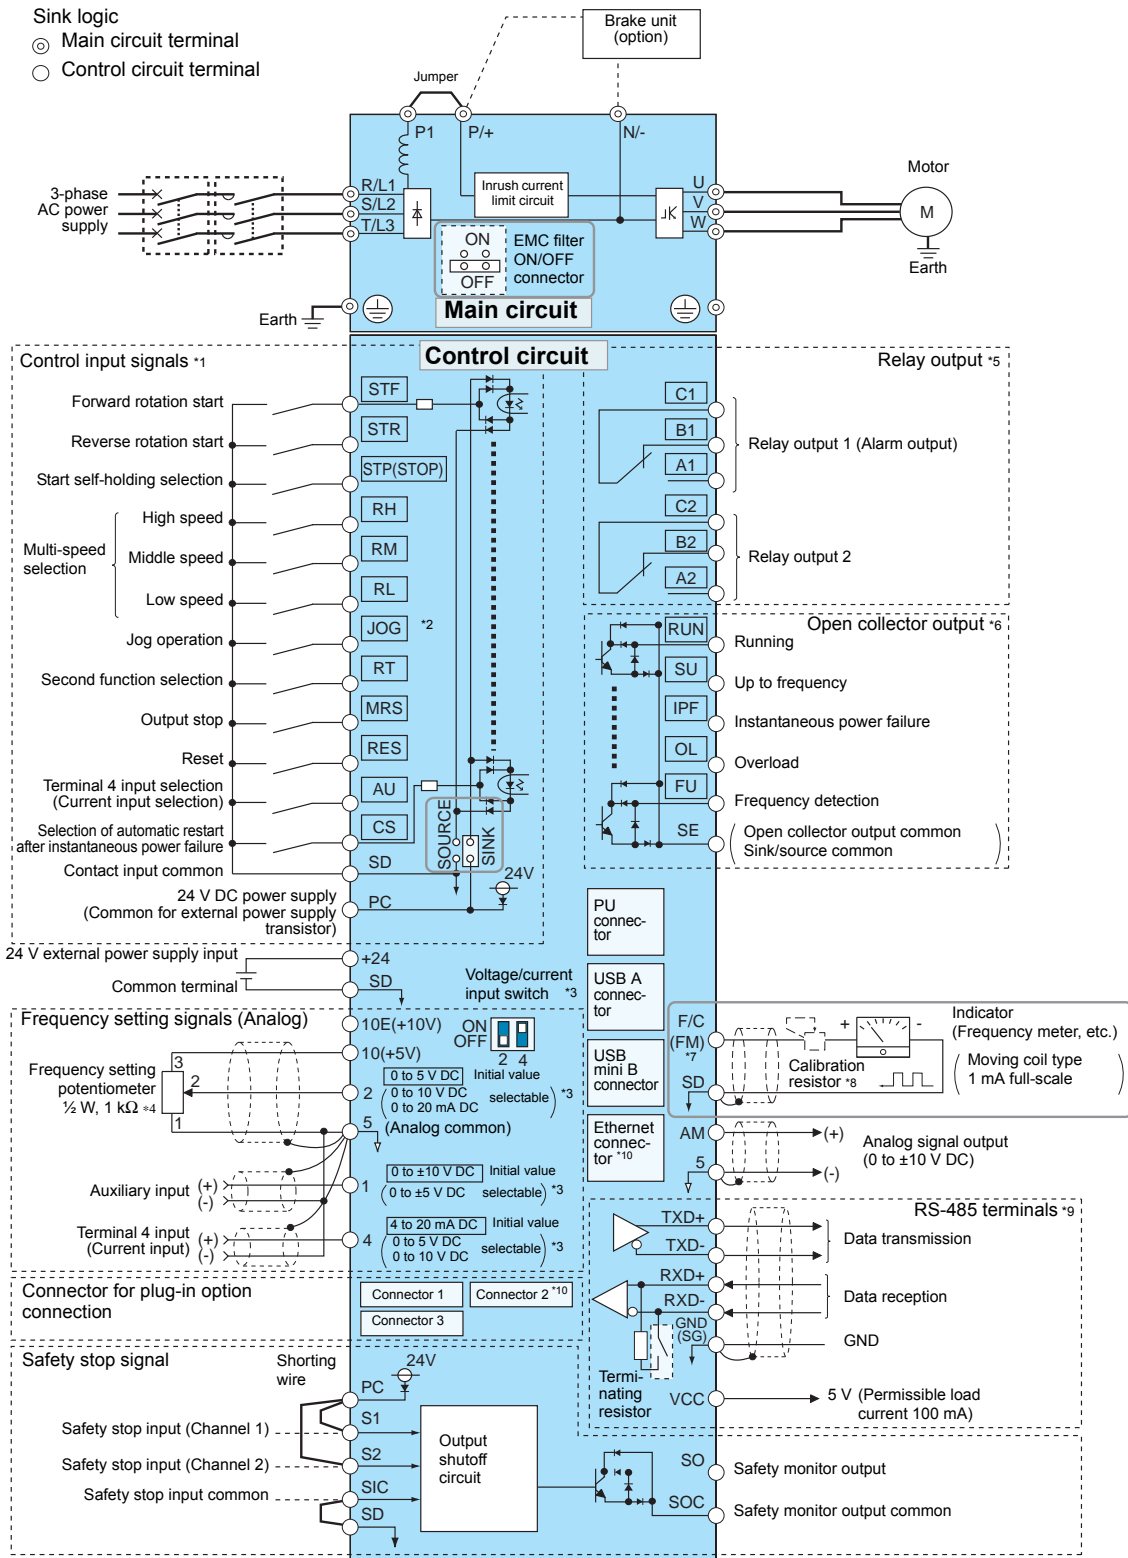 Sink logic
Main circuit terminal
Control circuit terminal
Brake unit
(option)
Jumper
P1
P/+
N/-
3-phase
AC power
supply
R/L1
S/L2
T/L3
Inrush current
limit circuit
U
V
W
Motor
M
Earth
ON
OFF
EMC filter
ON/OFF
connector
Main circuit
Earth
Control circuit
Control input signals *1
Forward rotation start
STF
Reverse rotation start
STR
Start self-holding selection
STP(STOP)
Multi-speed
selection
High speed
RH
Middle speed
RM
Low speed
RL
Jog operation
JOG *2
Second function selection
RT
Output stop
MRS
Reset
RES
Terminal 4 input selection
(Current input selection)
AU
Selection of automatic restart
after instantaneous power failure
CS
SOURCE
SINK
Contact input common
SD
24V
24 V DC power supply
(Common for external power supply
transistor)
PC
Relay output *5
C1
B1
A1
Relay output 1 (Alarm output)
C2
B2
A2
Relay output 2
Open collector output *6
RUN
Running
SU
Up to frequency
IPF
Instantaneous power failure
OL
Overload
FU
Frequency detection
SE
Open collector output common
Sink/source common
24 V external power supply input
+24
Common terminal
SD
Voltage/current
input switch *3
PU
connec-
tor
USB A
connec-
tor
USB
mini B
connector
Ethernet
connec-
tor *10
Frequency setting signals (Analog)
10E(+10V)
ON
OFF
2 4
10(+5V)
Frequency setting
potentiometer
½ W, 1 kΩ *4
3
2
1
2
0 to 5 V DC Initial value
0 to 10 V DC
0 to 20 mA DC
selectable *3
5
(Analog common)
Auxiliary input
(+)
(-)
1
0 to ±10 V DC Initial value
0 to ±5 V DC selectable *3
Terminal 4 input
(Current input)
(+)
(-)
4
4 to 20 mA DC Initial value
0 to 5 V DC
0 to 10 V DC
selectable *3
F/C
(FM)
*7
SD
+ -
Calibration
resistor *8
Indicator
(Frequency meter, etc.)
Moving coil type
1 mA full-scale
AM
(+)
5
(-)
Analog signal output
(0 to ±10 V DC)
RS-485 terminals *9
TXD+
TXD-
Data transmission
RXD+
RXD-
Data reception
GND
(SG)
GND
Termi-
nating
resistor
VCC
5 V (Permissible load
current 100 mA)
Connector for plug-in option
connection
Connector 1
Connector 2 *10
Connector 3
Safety stop signal
Shorting
wire
24V
PC
Safety stop input (Channel 1)
S1
Safety stop input (Channel 2)
S2
Safety stop input common
SIC
SD
Output
shutoff
circuit
SO
Safety monitor output
SOC
Safety monitor output common